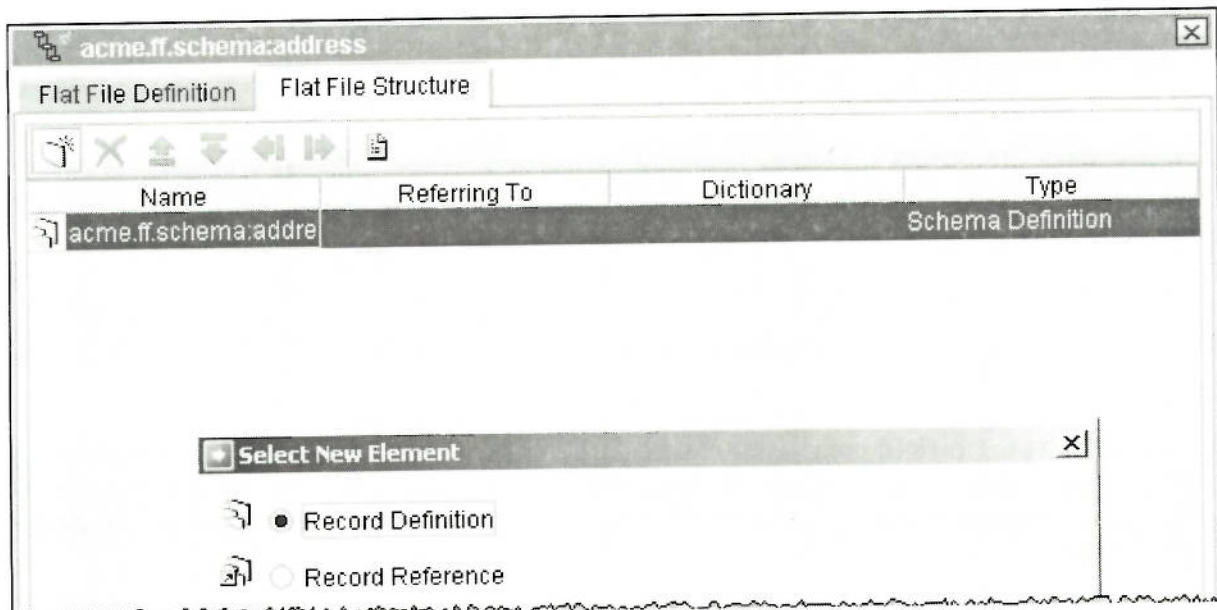 acme.ff.schema:address
Flat File Definition Flat File Structure
Name Referring To Dictionary Type
acme.ff.schema:addre Schema Definition
Select New Element
Record Definition
Record Reference